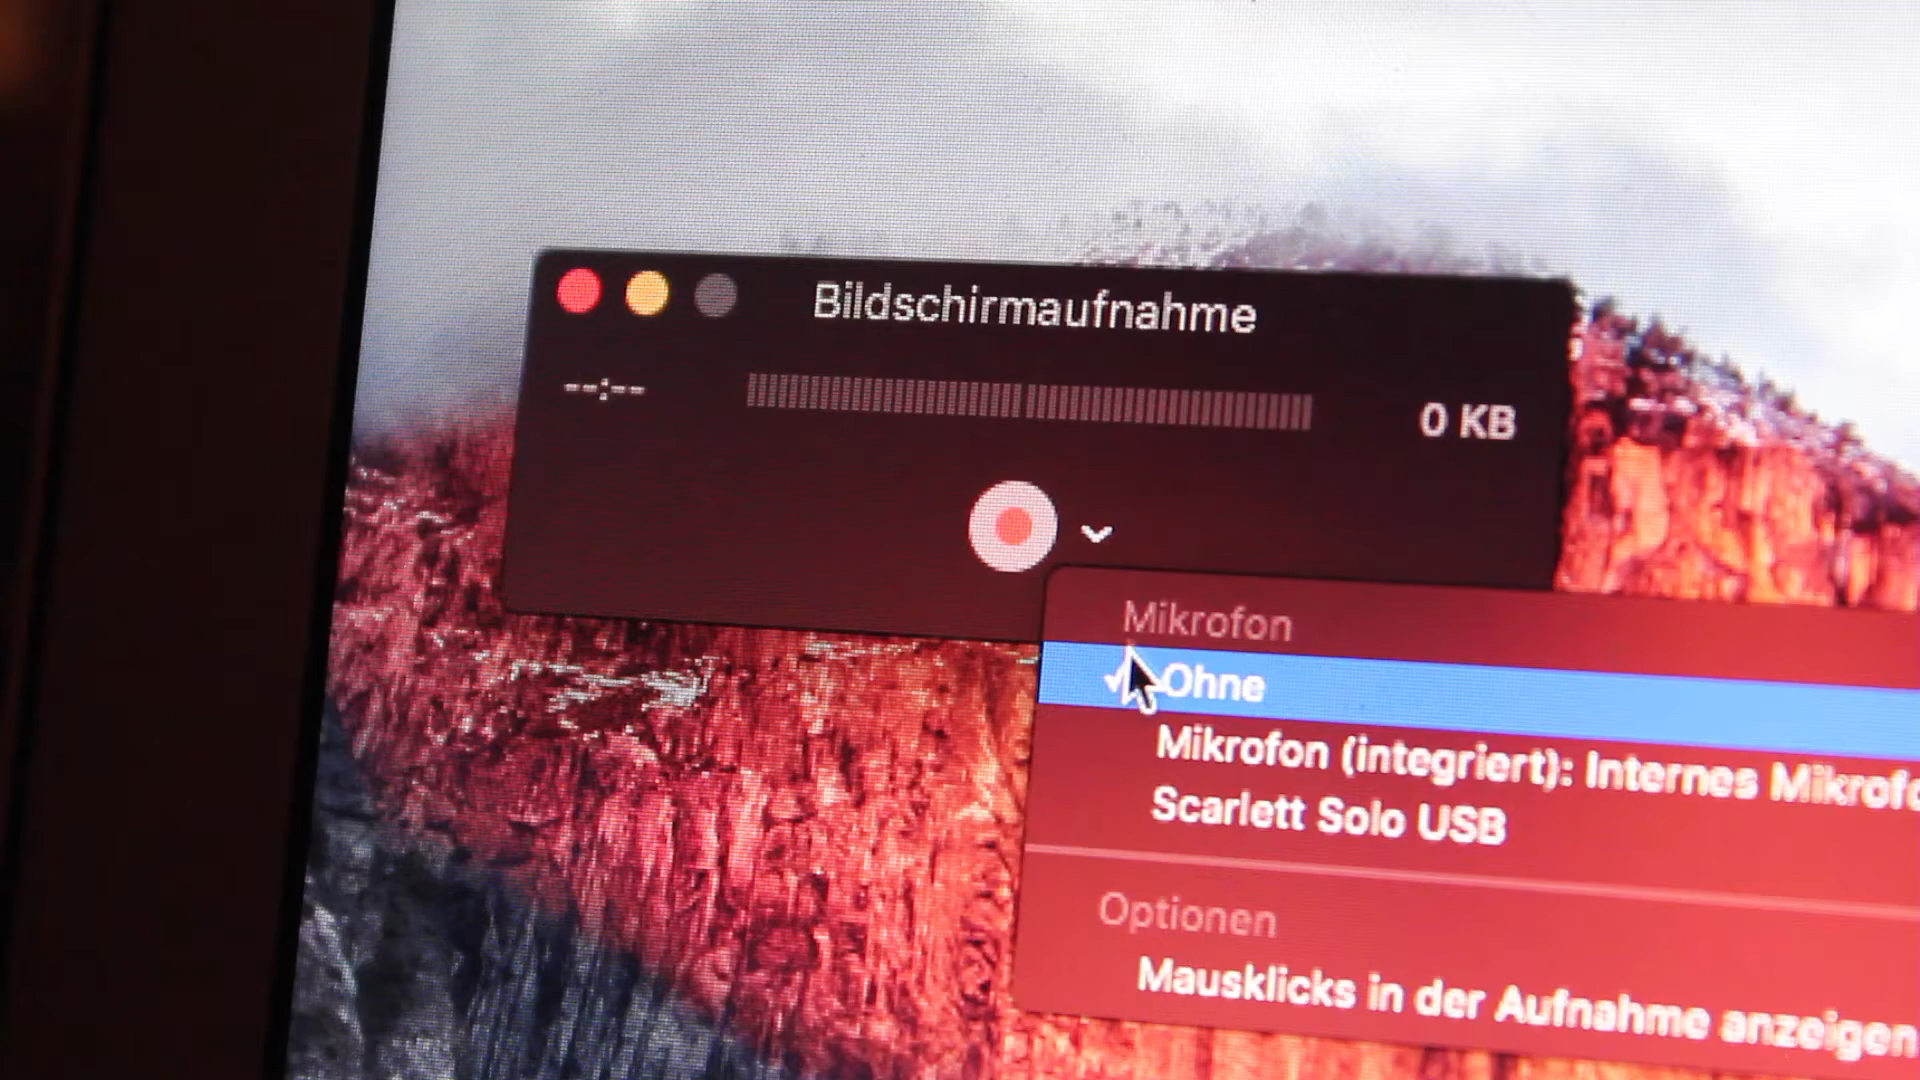 Bildschirmaufnahme
--:--
0 KB
Mikrofon
✓ Ohne
Mikrofon (integriert): Internes
Scarlett Solo USB
Optionen
Mausklicks in der Aufnahme anzeigen